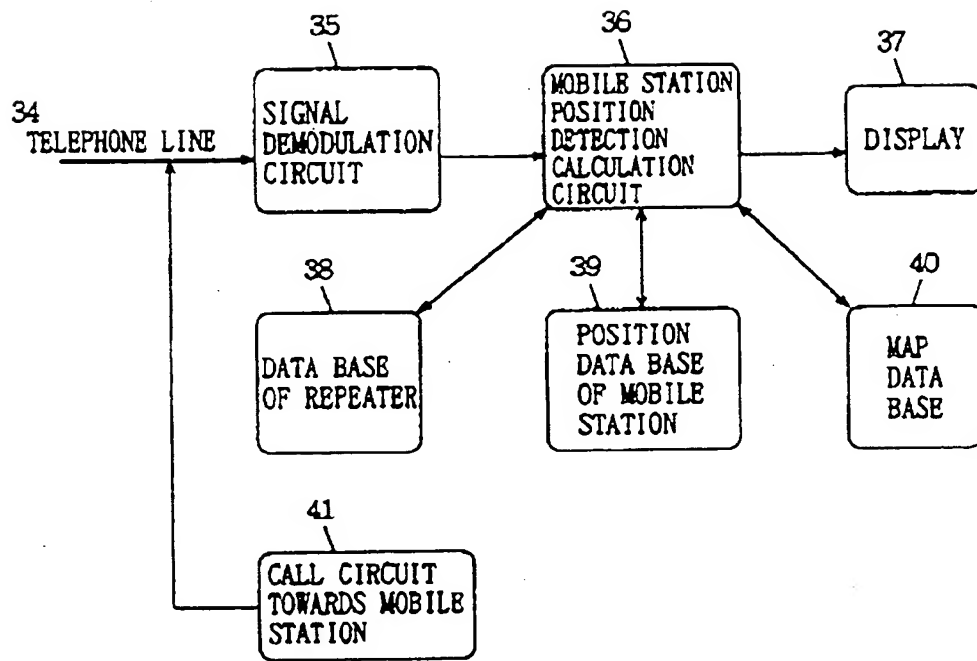 35
36
37
34
TELEPHONE LINE
SIGNAL
DEMODULATION
CIRCUIT
MOBILE STATION
POSITION
DETECTION
CALCULATION
CIRCUIT
DISPLAY
38
39
40
DATA BASE
OF REPEATER
POSITION
DATA BASE
OF MOBILE
STATION
MAP
DATA
BASE
41
CALL CIRCUIT
TOWARDS MOBILE
STATION